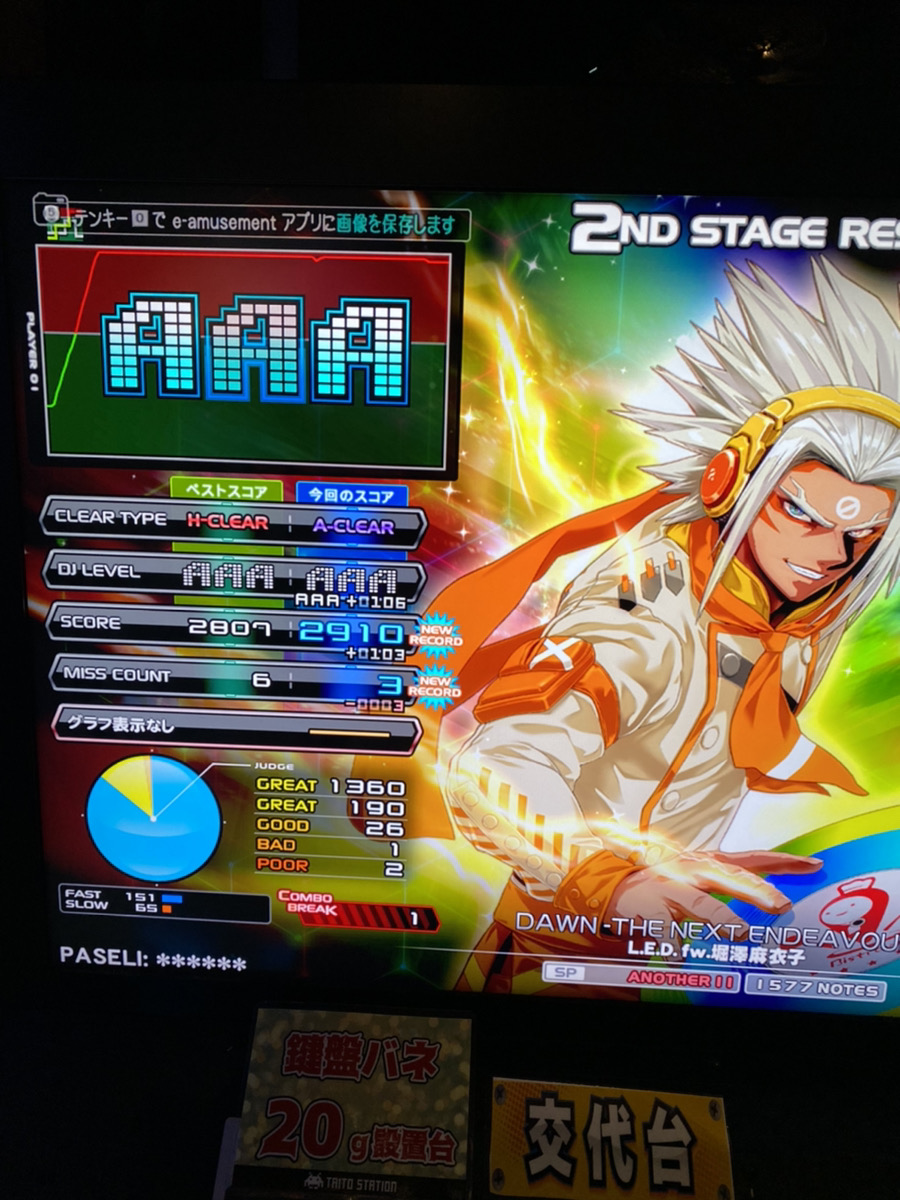 テンキー0で e-amusement アプリに画像を保存します
2ND STAGE RES
PLAYER 01
AAA
ベストスコア 今回のスコア
CLEAR TYPE H-CLEAR A-CLEAR
DJ LEVEL AAA AAA
AAA +0106
SCORE 2807 2910 NEW RECORD
+0103
MISS COUNT 6 3 NEW RECORD
-0003
グラフ表示なし
JUDGE
GREAT 1360
GREAT 190
GOOD 26
BAD 1
POOR 2
FAST 151
SLOW 65
COMBO BREAK 1
DAWN -THE NEXT ENDEAVOU
L.E.D. fw.堀澤麻衣子
SP ANOTHER 11 1577 NOTES
PASELI: ******
鍵盤バネ
20g設置台
TAITO STATION
交代台